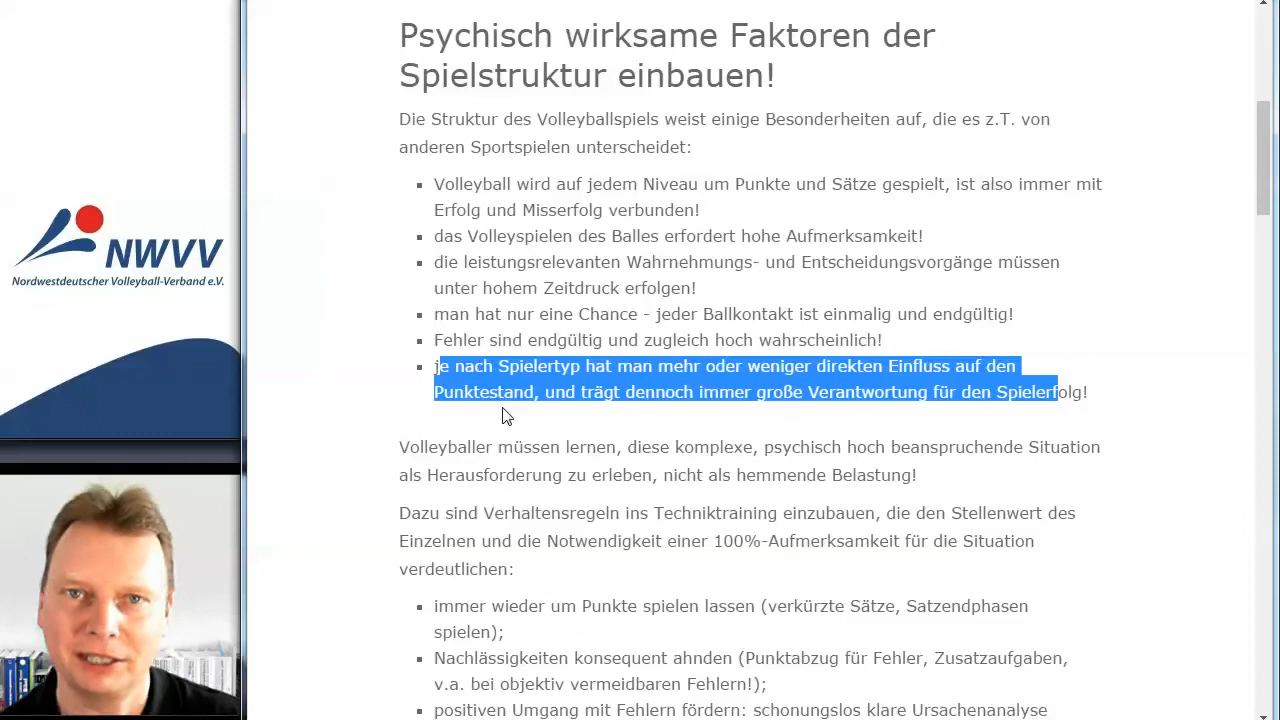 Psychisch wirksame Faktoren der
Spielstruktur einbauen!
Die Struktur des Volleyballspiels weist einige Besonderheiten auf, die es z.T. von
anderen Sportspielen unterscheidet:
Volleyball wird auf jedem Niveau um Punkte und Sätze gespielt, ist also immer mit
Erfolg und Misserfolg verbunden!
das Volleyspielen des Balles erfordert hohe Aufmerksamkeit!
die leistungsrelevanten Wahrnehmungs- und Entscheidungsvorgänge müssen
unter hohem Zeitdruck erfolgen!
man hat nur eine Chance - jeder Ballkontakt ist einmalig und endgültig!
Fehler sind endgültig und zugleich hoch wahrscheinlich!
je nach Spielertyp hat man mehr oder weniger direkten Einfluss auf den
Punktestand, und trägt dennoch immer große Verantwortung für den Spielerfolg!
Volleyballer müssen lernen, diese komplexe, psychisch hoch beanspruchende Situation
als Herausforderung zu erleben, nicht als hemmende Belastung!
Dazu sind Verhaltensregeln ins Techniktraining einzubauen, die den Stellenwert des
Einzelnen und die Notwendigkeit einer 100%-Aufmerksamkeit für die Situation
verdeutlichen:
immer wieder um Punkte spielen lassen (verkürzte Sätze, Satzendphasen
spielen);
Nachlässigkeiten konsequent ahnden (Punktabzug für Fehler, Zusatzaufgaben,
v.a. bei objektiv vermeidbaren Fehlern!);
positiven Umgang mit Fehlern fördern: schonungslos klare Ursachenanalyse
NWVV
Nordwestdeutscher Volleyball-Verband e.V.